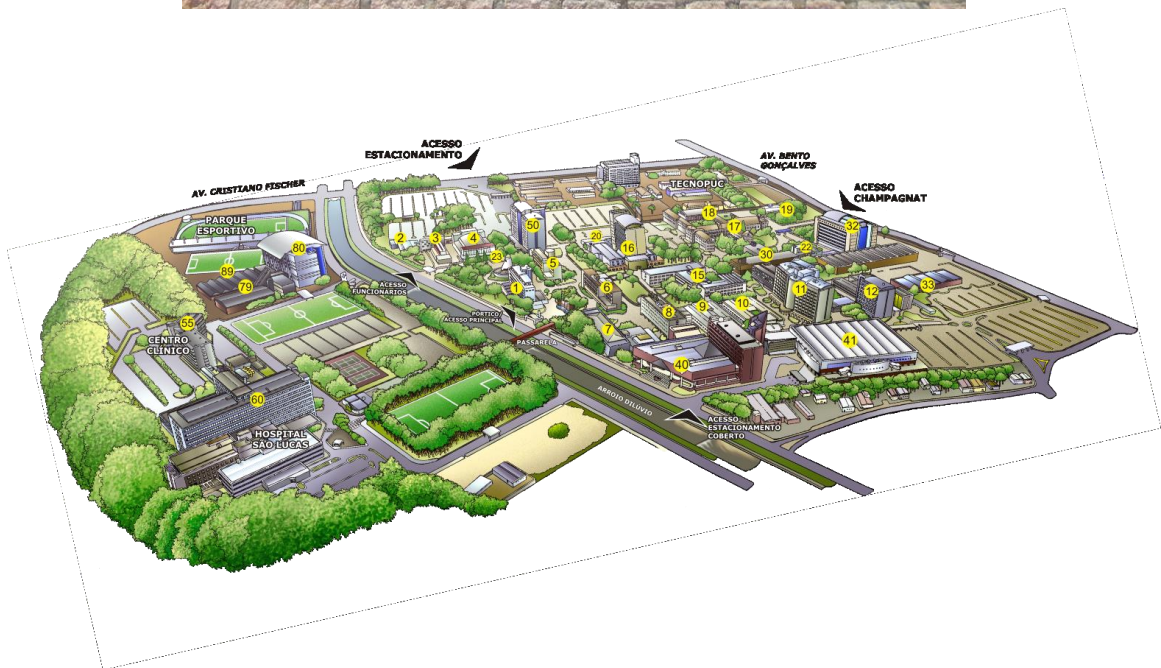 ACESSO
ESTACIONAMENTO
AV. BENTO
GONÇALVES
AV. CRISTIANO FISCHER
TECNOPUC
ACESSO
CHAMPAGNAT
PARQUE
ESPORTIVO
18
19
17
32
50
2
3
4
20
16
22
80
23
5
30
89
15
79
1
6
11
12
33
ACESSO
FUNCIONÁRIOS
9
10
8
PORTICO
ACESSO PRINCIPAL
7
55
CENTRO
CLÍNICO
PASSARELA
41
40
60
ARROIO DILUVIO
ACESSO
ESTACIONAMENTO
COBERTO
HOSPITAL
SÃO LUCAS